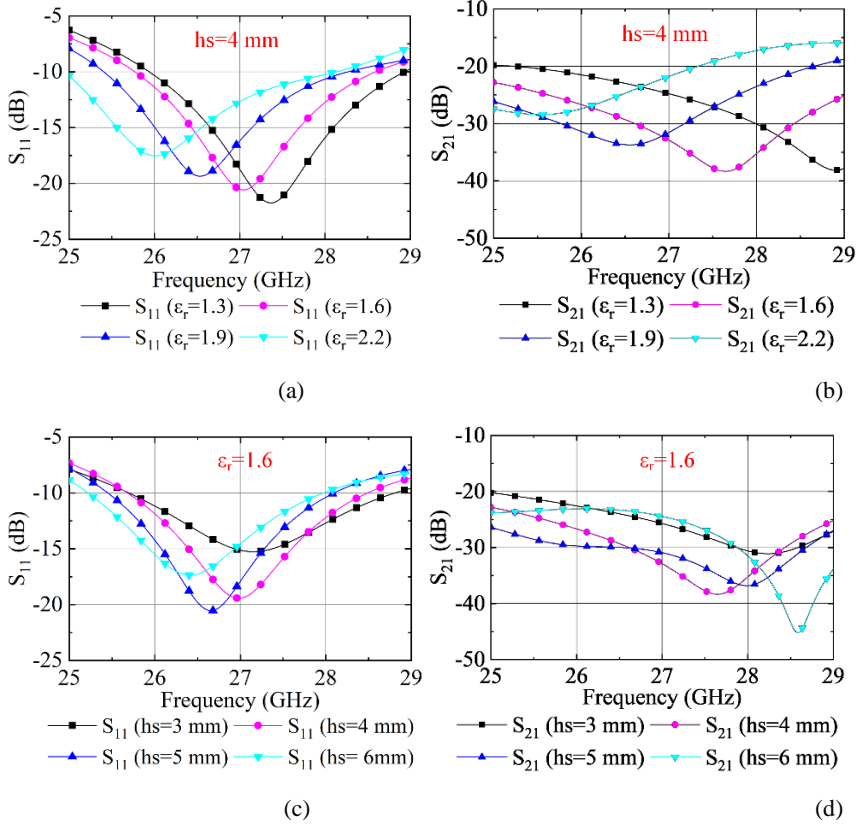 hs=4 mm
S₁₁ (dB)
-5
-10
-15
-20
-25
25 26 27 28 29
Frequency (GHz)
S₁₁ (εᵣ=1.3) S₁₁ (εᵣ=1.6)
S₁₁ (εᵣ=1.9) S₁₁ (εᵣ=2.2)
(a)
hs=4 mm
S₂₁ (dB)
-10
-20
-30
-40
-50
25 26 27 28 29
Frequency (GHz)
S₂₁ (εᵣ=1.3) S₂₁ (εᵣ=1.6)
S₂₁ (εᵣ=1.9) S₂₁ (εᵣ=2.2)
(b)
εᵣ=1.6
S₁₁ (dB)
-5
-10
-15
-20
-25
25 26 27 28 29
Frequency (GHz)
S₁₁ (hs=3 mm) S₁₁ (hs=4 mm)
S₁₁ (hs=5 mm) S₁₁ (hs= 6mm)
(c)
εᵣ=1.6
S₂₁ (dB)
-10
-20
-30
-40
-50
25 26 27 28 29
Frequency (GHz)
S₂₁ (hs=3 mm) S₂₁ (hs=4 mm)
S₂₁ (hs=5 mm) S₂₁ (hs=6 mm)
(d)